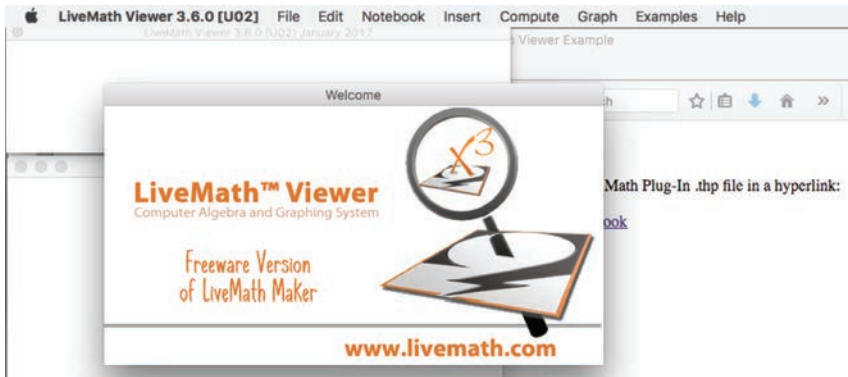 LiveMath Viewer 3.6.0 [U02] File Edit Notebook Insert Compute Graph Examples Help
LiveMath Viewer 3.6.0 [U02] January 2017
Viewer Example
Welcome
x3
LiveMath™ Viewer
Computer Algebra and Graphing System
Math Plug-In .thp file in a hyperlink:
ook
Freeware Version
of LiveMath Maker
www.livemath.com